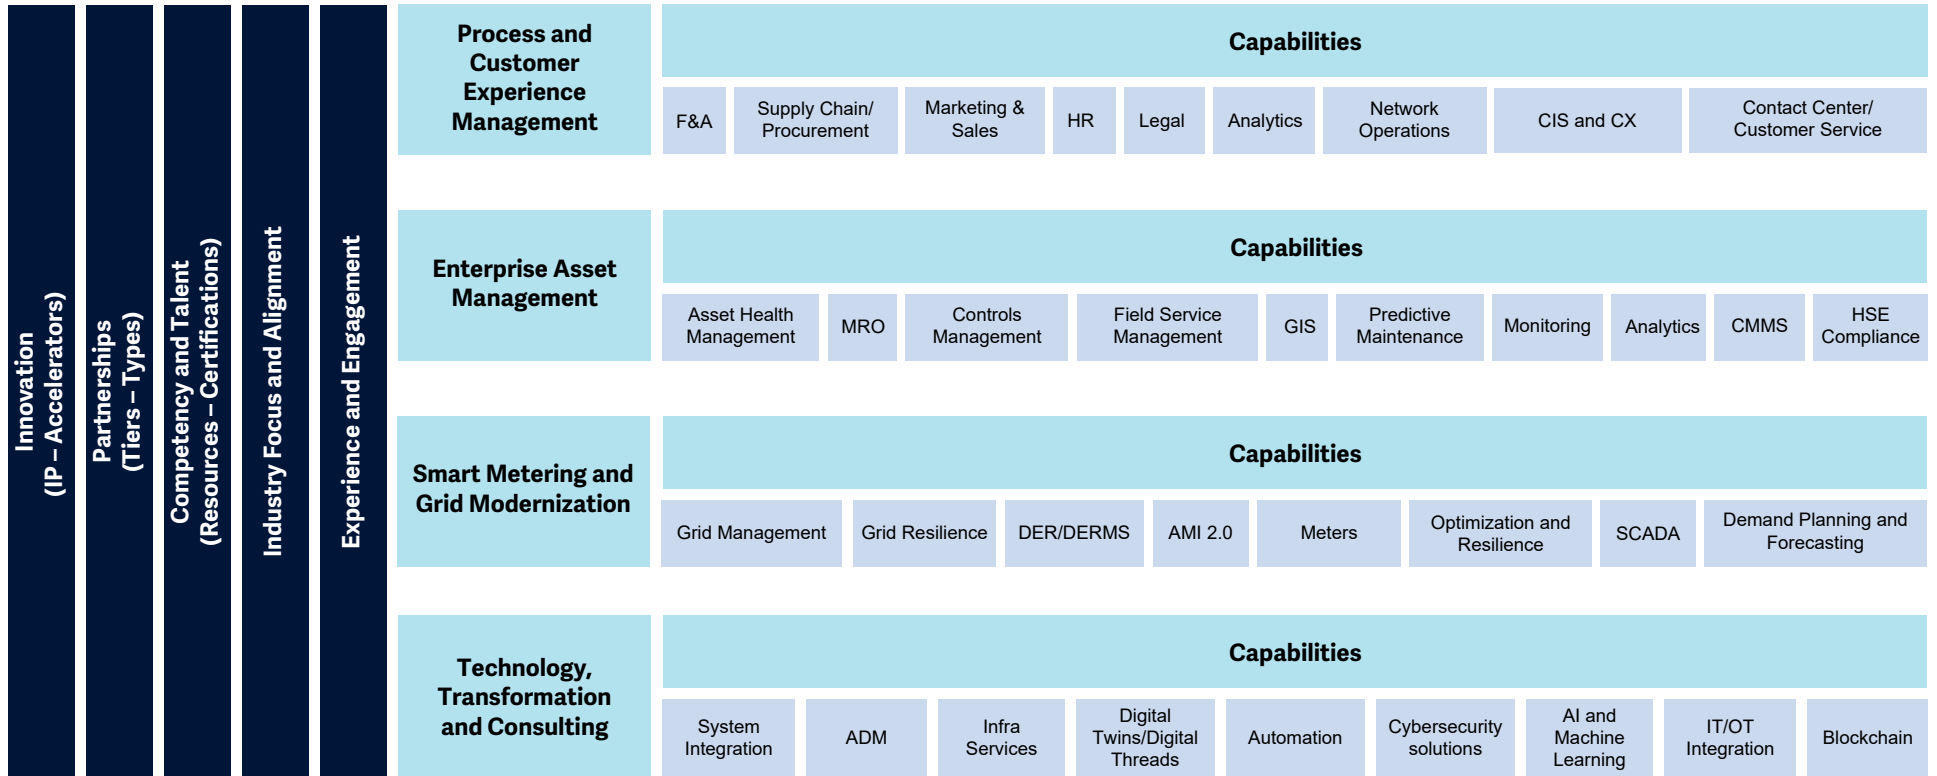 Innovation
(IP – Accelerators)
Partnerships
(Tiers – Types)
Competency and Talent
(Resources – Certifications)
Industry Focus and Alignment
Experience and Engagement
Process and
Customer
Experience
Management
Capabilities
F&A
Supply Chain/
Procurement
Marketing &
Sales
HR
Legal
Analytics
Network
Operations
CIS and CX
Contact Center/
Customer Service
Enterprise Asset
Management
Capabilities
Asset Health
Management
MRO
Controls
Management
Field Service
Management
GIS
Predictive
Maintenance
Monitoring
Analytics
CMMS
HSE
Compliance
Smart Metering and
Grid Modernization
Capabilities
Grid Management
Grid Resilience
DER/DERMS
AMI 2.0
Meters
Optimization and
Resilience
SCADA
Demand Planning and
Forecasting
Technology,
Transformation
and Consulting
Capabilities
System
Integration
ADM
Infra
Services
Digital
Twins/Digital
Threads
Automation
Cybersecurity
solutions
AI and
Machine
Learning
IT/OT
Integration
Blockchain